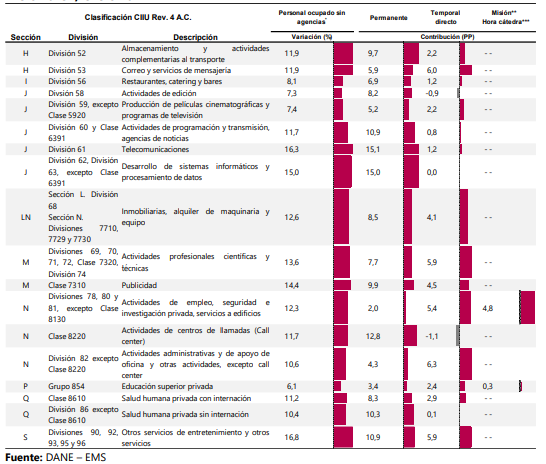 Clasificación CIIU Rev. 4 A.C. Personal ocupado sin agencias* Permanente Temporal directo Misión** Hora cátedra***
Sección División Descripción Variación (%) Contribución (PP)
H División 52 Almacenamiento y actividades complementarias al transporte 11,9 9,7 2,2 - -
H División 53 Correo y servicios de mensajería 11,9 5,9 6,0 - -
I División 56 Restaurantes, catering y bares 8,1 6,9 1,2 - -
J Divisón 58 Actividades de edición 7,3 8,2 -0,9 - -
J División 59, excepto Clase 5920 Producción de películas cinematográficas y programas de televisión 7,4 5,2 2,2 - -
J División 60 y Clase 6391 Actividades de programación y transmisión, agencias de noticias 11,7 10,9 0,8 - -
J División 61 Telecomunicaciones 16,3 15,1 1,2 - -
J División 62, División 63, excepto Clase 6391 Desarrollo de sistemas informáticos y procesamiento de datos 15,0 15,0 0,0 - -
LN Sección L. División 68 Sección N. Divisiones 7710, 7729 y 7730 Inmobiliarias, alquiler de maquinaria y equipo 12,6 8,5 4,1 - -
M Divisiones 69, 70, 71, 72, Clase 7320, División 74 Actividades profesionales científicas y técnicas 13,6 7,7 5,9 - -
M Clase 7310 Publicidad 14,4 9,9 4,5 - -
N Divisiones 78, 80 y 81, excepto Clase 8130 Actividades de empleo, seguridad e investigación privada, servicios a edificios 12,3 2,0 5,4 4,8
N Clase 8220 Actividades de centros de llamadas (Call center) 11,7 12,8 -1,1 - -
N División 82 excepto Clase 8220 Actividades administrativas y de apoyo de oficina y otras actividades, excepto call center 10,6 4,3 6,3 - -
P Grupo 854 Educación superior privada 6,1 3,4 2,4 0,3
Q Clase 8610 Salud humana privada con internación 11,2 8,3 2,9 - -
Q División 86 excepto Clase 8610 Salud humana privada sin internación 10,4 10,3 0,1 - -
S Divisiones 90, 92, 93, 95 y 96 Otros servicios de entretenimiento y otros servicios 16,8 10,9 5,9 - -
Fuente: DANE – EMS